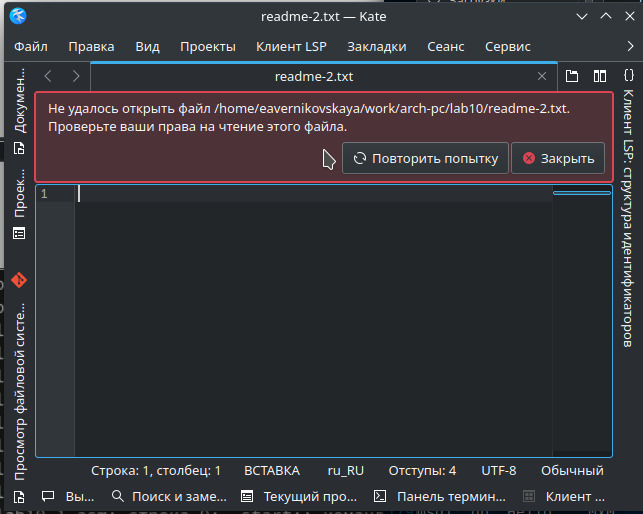 readme-2.txt — Kate
Файл Правка Вид Проекты Клиент LSP Закладки Сеанс Сервис
readme-2.txt
Не удалось открыть файл /home/eavernikovskaya/work/arch-pc/lab10/readme-2.txt.
Проверьте ваши права на чтение этого файла.
Повторить попытку Закрыть
1
Докумен...
Проек...
Просмотр файловой систе...
{} Клиент LSP: структура идентификаторов
Строка: 1, столбец: 1 ВСТАВКА ru_RU Отступы: 4 UTF-8 Обычный
Вы... Поиск и заме... Текущий про... Панель термин... Клиент ...